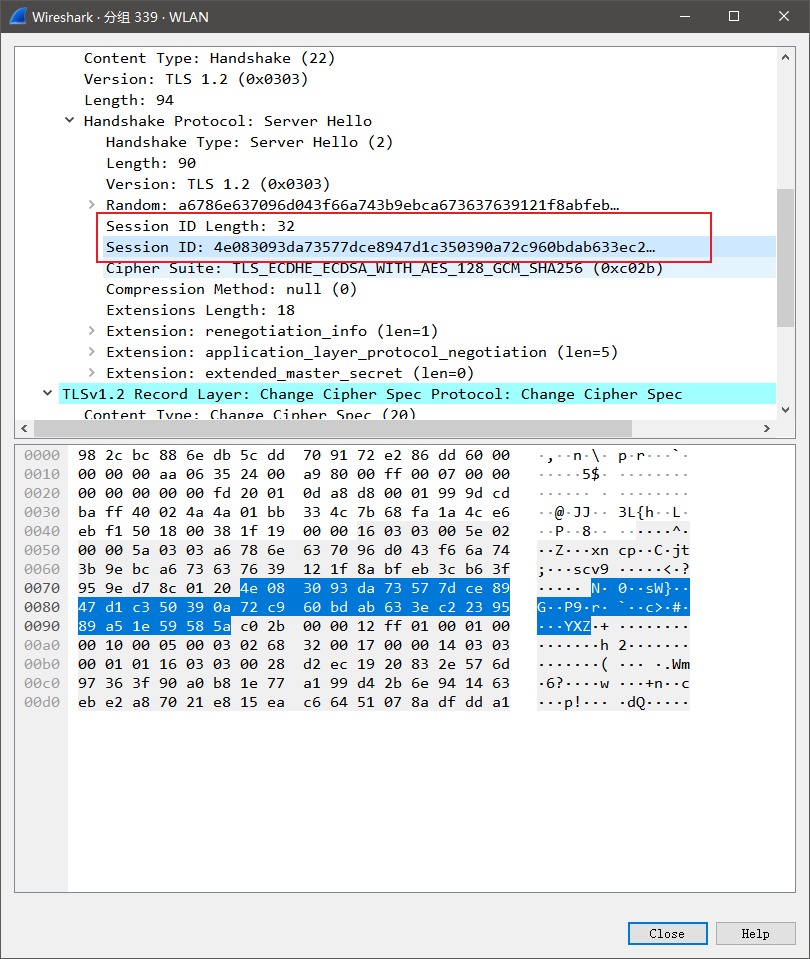 Wireshark · 分组 339 · WLAN
Content Type: Handshake (22)
Version: TLS 1.2 (0x0303)
Length: 94
Handshake Protocol: Server Hello
Handshake Type: Server Hello (2)
Length: 90
Version: TLS 1.2 (0x0303)
Random: a6786e637096d043f66a743b9ebca673637639121f8abfeb…
Session ID Length: 32
Session ID: 4e083093da73577dce8947d1c350390a72c960bdab633ec2…
Cipher Suite: TLS_ECDHE_ECDSA_WITH_AES_128_GCM_SHA256 (0xc02b)
Compression Method: null (0)
Extensions Length: 18
Extension: renegotiation_info (len=1)
Extension: application_layer_protocol_negotiation (len=5)
Extension: extended_master_secret (len=0)
TLSv1.2 Record Layer: Change Cipher Spec Protocol: Change Cipher Spec
Content Type: Change Cipher Spec (20)
0000 98 2c bc 88 6e db 5c dd 70 91 72 e2 86 dd 60 00 ·,··n·\· p·r···`·
0010 00 00 00 aa 06 35 24 00 a9 80 00 ff 00 07 00 00 ·····5$· ········
0020 00 00 00 00 00 fd 20 01 0d a8 d8 00 01 99 9d cd ······ · ········
0030 ba ff 40 02 4a 4a 01 bb 33 4c 7b 68 fa 1a 4c e6 ··@·JJ·· 3L{h··L·
0040 eb f1 50 18 00 38 1f 19 00 00 16 03 03 00 5e 02 ··P··8·· ······^·
0050 00 00 5a 03 03 a6 78 6e 63 70 96 d0 43 f6 6a 74 ··Z···xn cp··C·jt
0060 3b 9e bc a6 73 63 76 39 12 1f 8a bf eb 3c b6 3f ;···scv9 ·····<·?
0070 95 9e d7 8c 01 20 4e 08 30 93 da 73 57 7d ce 89 ····· N· 0··sW}··
0080 47 d1 c3 50 39 0a 72 c9 60 bd ab 63 3e c2 23 95 G··P9·r· `··c>·#·
0090 89 a5 1e 59 58 5a c0 2b 00 00 12 ff 01 00 01 00 ···YXZ·+ ········
00a0 00 10 00 05 00 03 02 68 32 00 17 00 00 14 03 03 ·······h 2·······
00b0 00 01 01 16 03 03 00 28 d2 ec 19 20 83 2e 57 6d ·······( ··· ·.Wm
00c0 97 36 3f 90 a0 b8 1e 77 a1 99 d4 2b 6e 94 14 63 ·6?····w ···+n··c
00d0 eb e2 a8 70 21 e8 15 ea c6 64 51 07 8a df dd a1 ···p!··· ·dQ·····
Close
Help